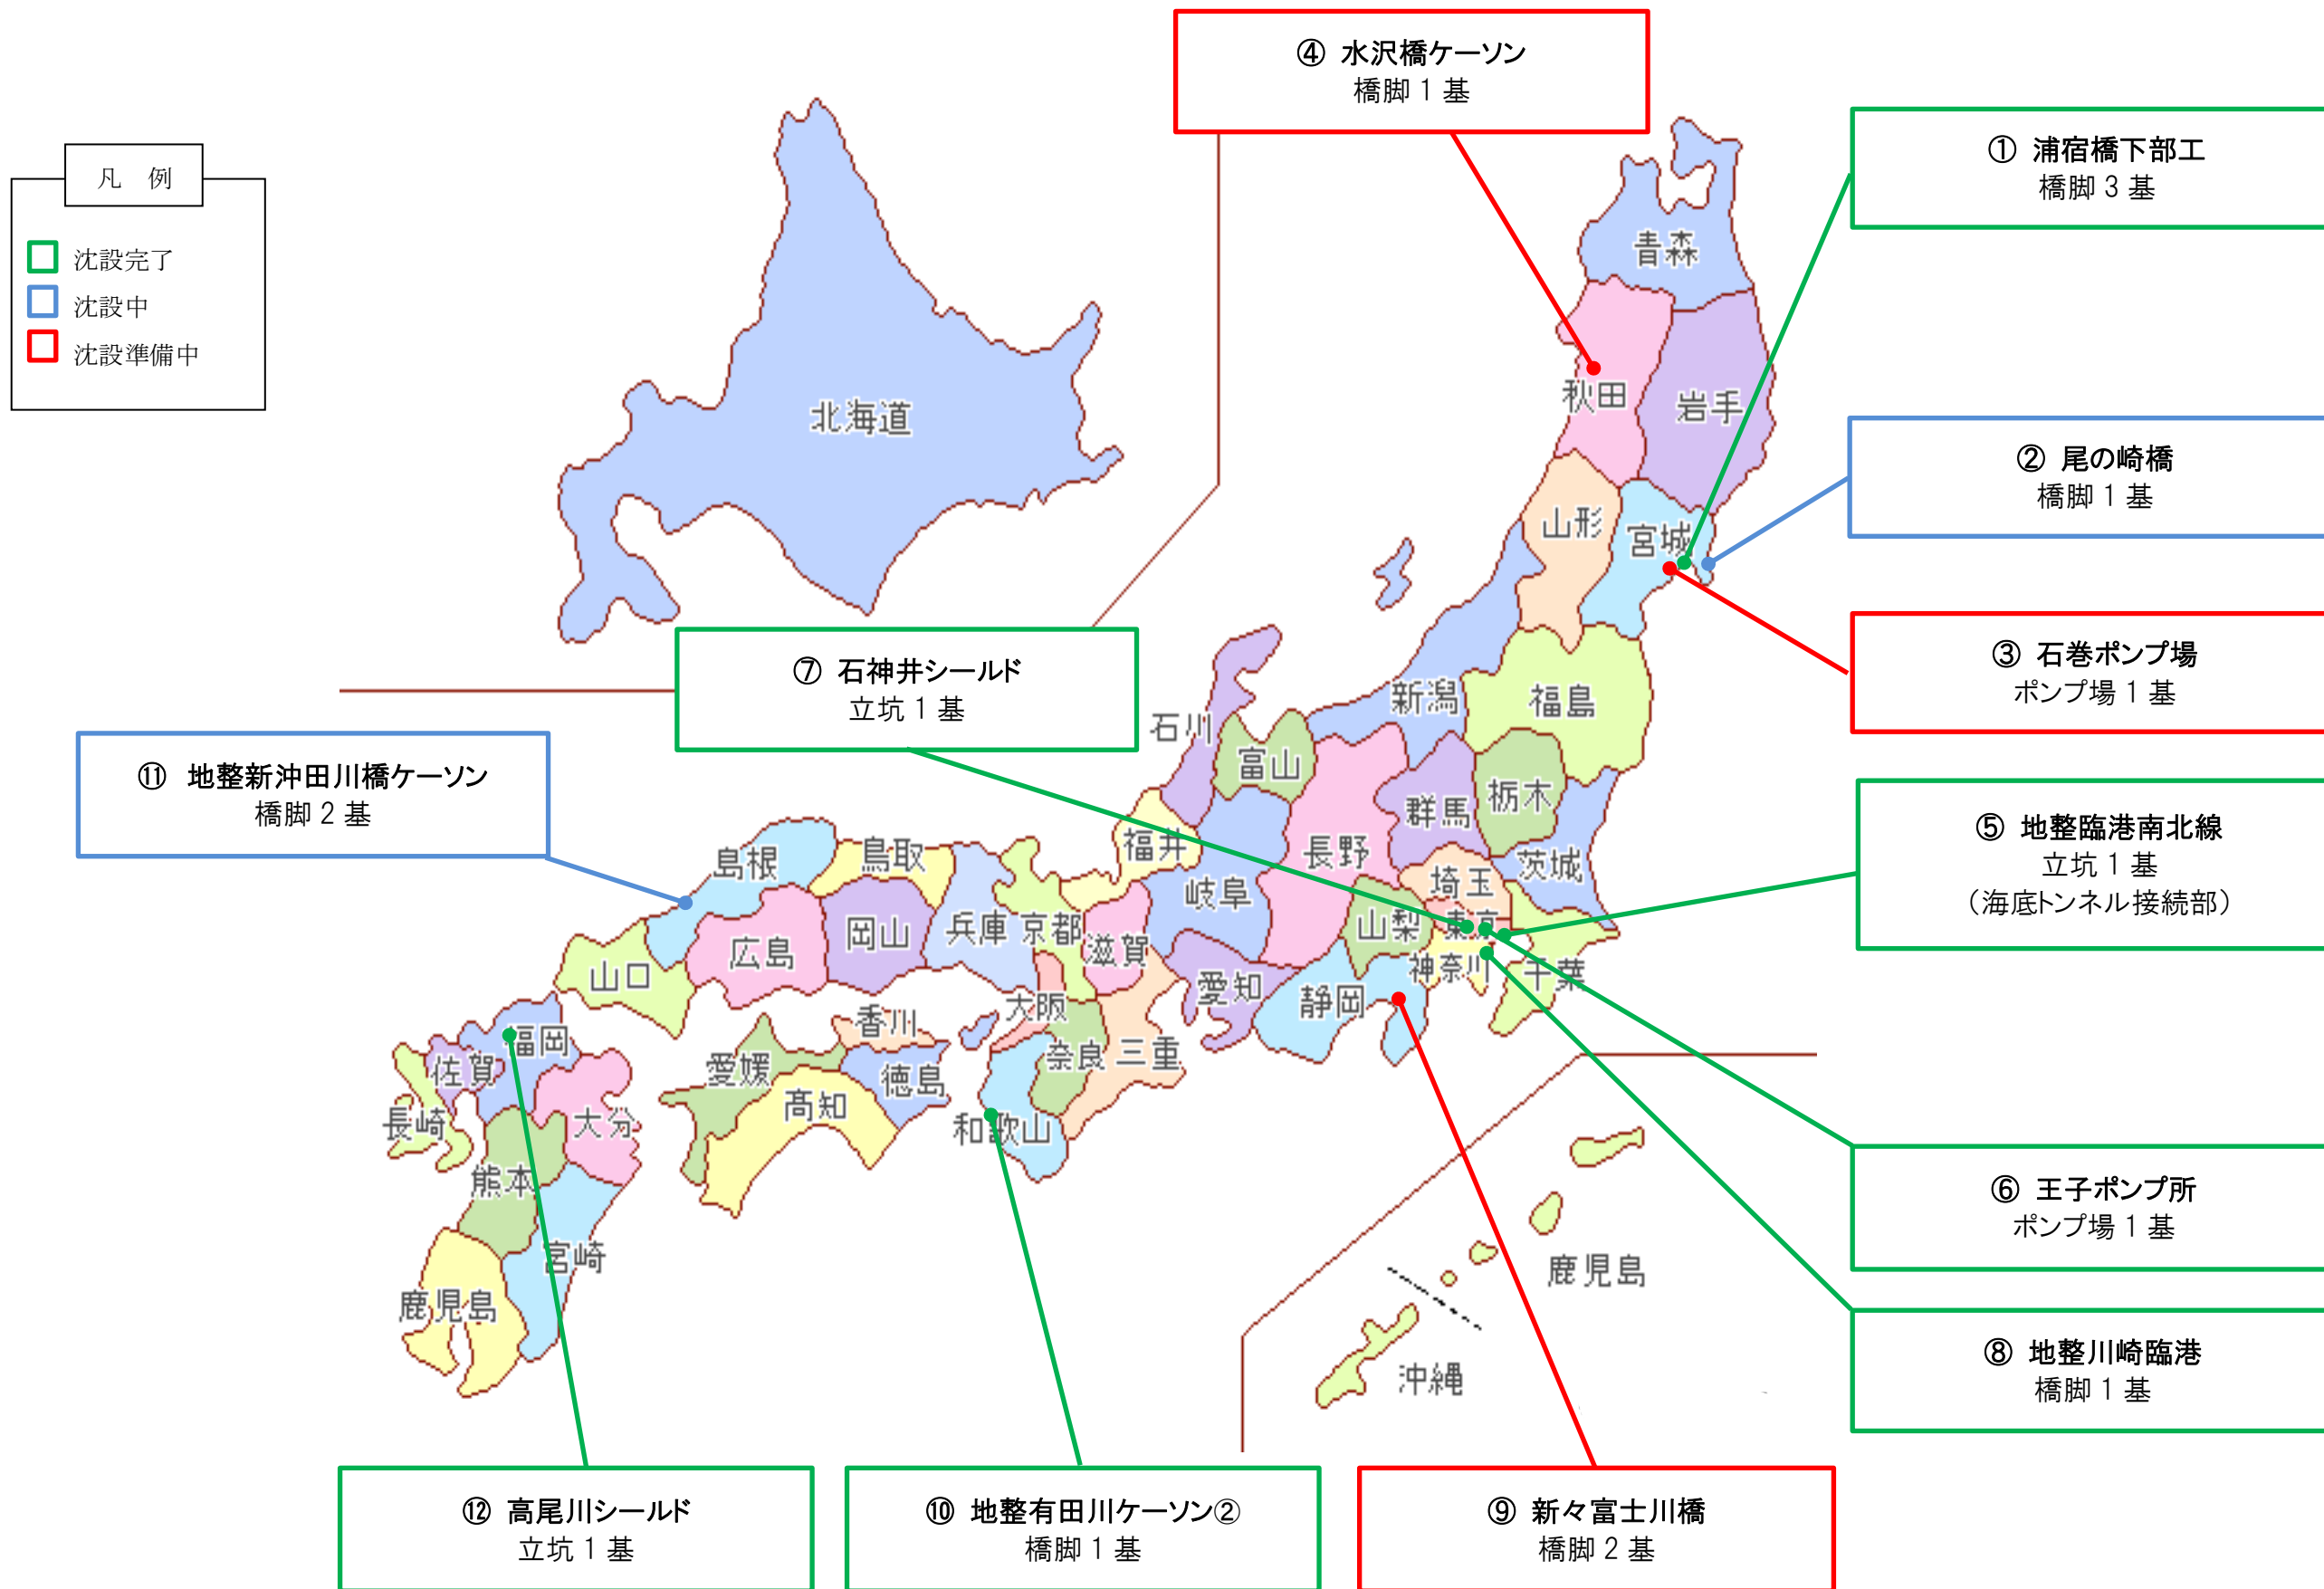 ④ 水沢橋ケーソン
橋脚 1 基
凡 例
沈設完了
沈設中
沈設準備中
① 浦宿橋下部工
橋脚 3 基
② 尾の崎橋
橋脚 1 基
③ 石巻ポンプ場
ポンプ場 1 基
⑦ 石神井シールド
立坑 1 基
⑪ 地整新沖田川橋ケーソン
橋脚 2 基
⑤ 地整臨港南北線
立坑 1 基
（海底トンネル接続部）
⑥ 王子ポンプ所
ポンプ場 1 基
⑧ 地整川崎臨港
橋脚 1 基
⑫ 高尾川シールド
立坑 1 基
⑩ 地整有田川ケーソン②
橋脚 1 基
⑨ 新々富士川橋
橋脚 2 基
北海道
青森
秋田
岩手
山形
宮城
新潟
福島
石川
富山
群馬
栃木
福井
長野
茨城
埼玉
岐阜
山梨
東京
神奈川
千葉
静岡
愛知
滋賀
三重
奈良
大阪
京都
兵庫
和歌山
鳥取
島根
岡山
広島
山口
香川
愛媛
徳島
高知
福岡
佐賀
長崎
大分
熊本
宮崎
鹿児島
鹿児島
沖縄